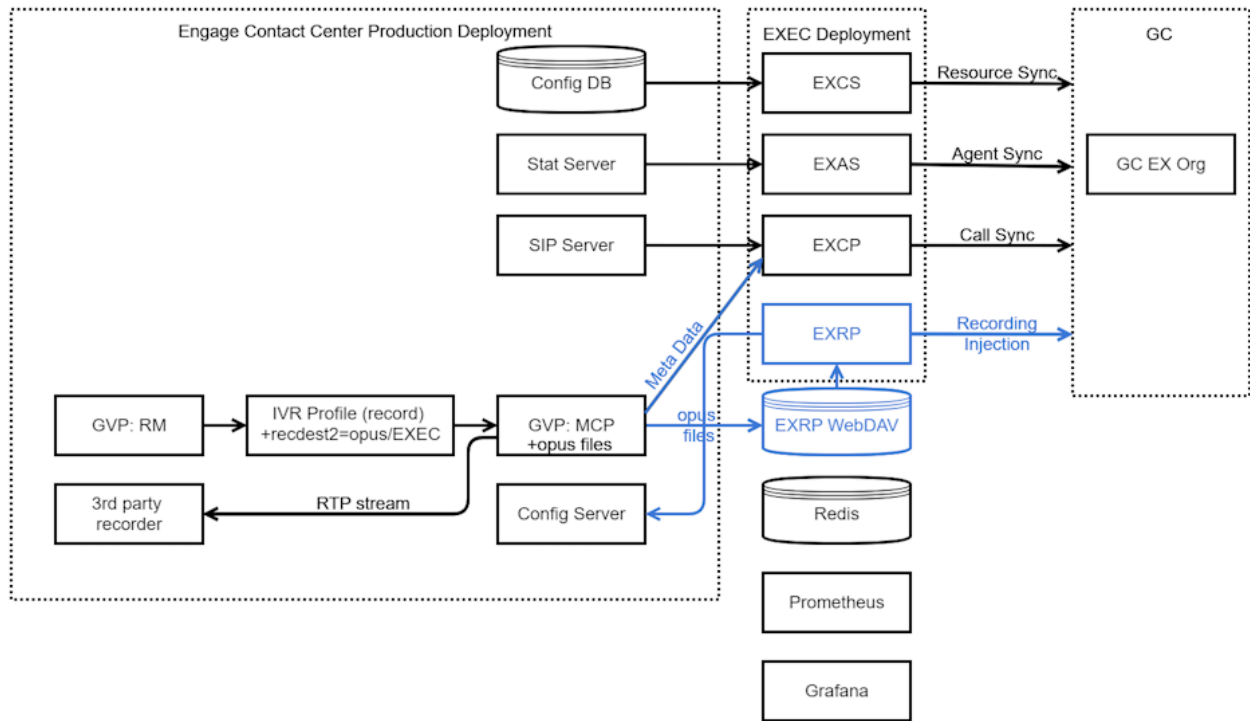 Engage Contact Center Production Deployment
EXEC Deployment
GC
Config DB
EXCS
Resource Sync
Stat Server
EXAS
Agent Sync
GC EX Org
SIP Server
EXCP
Call Sync
Meta Data
EXRP
Recording
Injection
GVP: RM
IVR Profile (record)
+recdest2=opus/EXEC
GVP: MCP
+opus files
opus
files
EXRP WebDAV
3rd party
recorder
RTP stream
Config Server
Redis
Prometheus
Grafana